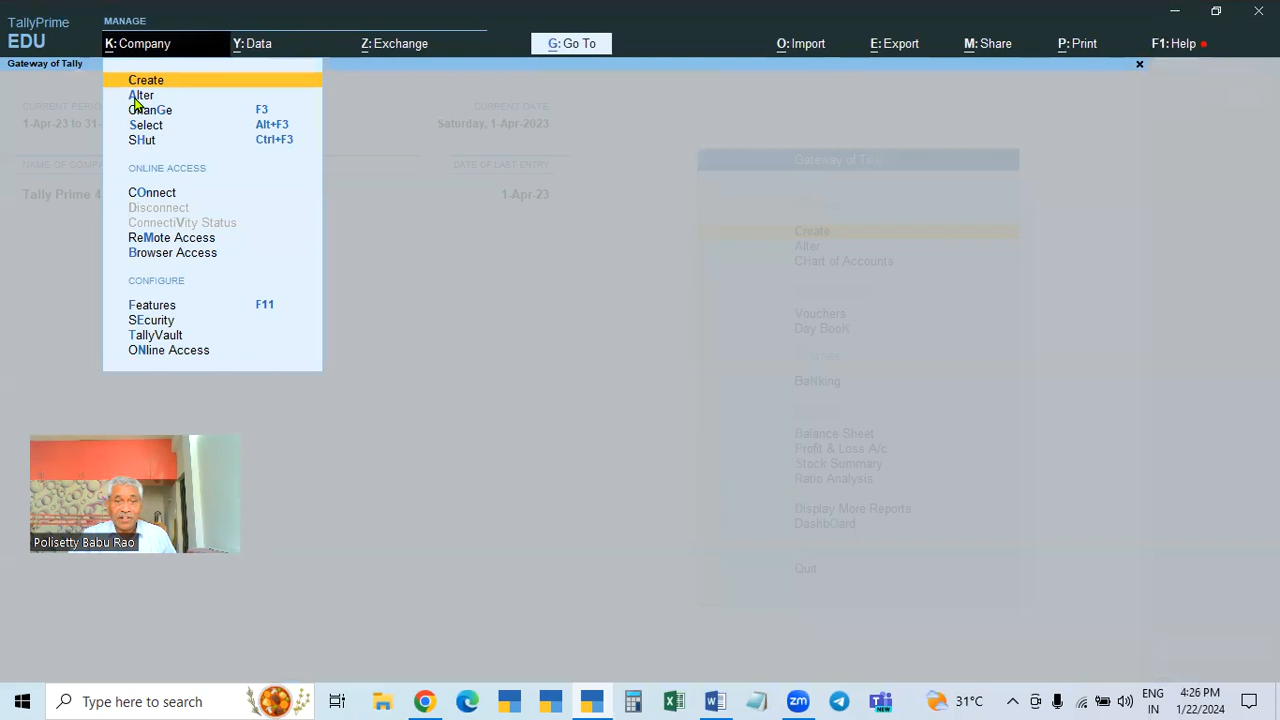 TallyPrime
EDU
MANAGE
K: Company
Y: Data
Z: Exchange
G: Go To
O: Import
E: Export
M: Share
P: Print
F1: Help
Gateway of Tally
Create
Alter
ChanGe F3
Select Alt+F3
SHut Ctrl+F3
ONLINE ACCESS
COnnect
Disconnect
ConnectiVity Status
ReMote Access
Browser Access
CONFIGURE
Features F11
SEcurity
TallyVault
ONline Access
CURRENT PERIO
1-Apr-23 to 31-
CURRENT DATE
Saturday, 1-Apr-2023
NAME OF COMPA
DATE OF LAST ENTRY
Tally Prime 4
1-Apr-23
Gateway of Tally
Create
Alter
CHart of Accounts
Vouchers
Day BooK
BaNking
Balance Sheet
Profit & Loss A/c
Stock Summary
Ratio Analysis
Display More Reports
DashbOard
Quit
Polisetty Babu Rao
Type here to search
31°C
ENG
IN
4:26 PM
1/22/2024